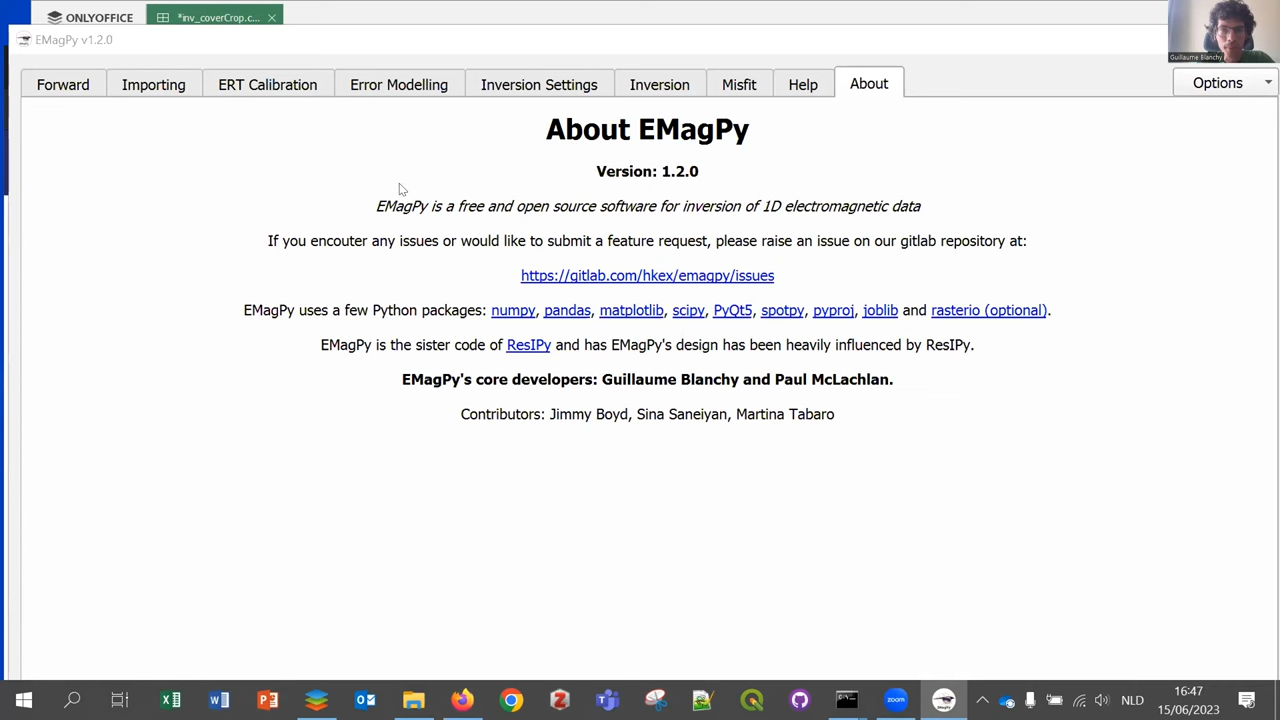 ONLYOFFICE
*inv_coverCrop.c...
EMagPy v1.2.0
Guillaume Blanchy
Forward
Importing
ERT Calibration
Error Modelling
Inversion Settings
Inversion
Misfit
Help
About
Options
About EMagPy
Version: 1.2.0
EMagPy is a free and open source software for inversion of 1D electromagnetic data
If you encouter any issues or would like to submit a feature request, please raise an issue on our gitlab repository at:
https://gitlab.com/hkex/emagpy/issues
EMagPy uses a few Python packages: numpy, pandas, matplotlib, scipy, PyQt5, spotpy, pyproj, joblib and rasterio (optional).
EMagPy is the sister code of ResIPy and has EMagPy's design has been heavily influenced by ResIPy.
EMagPy's core developers: Guillaume Blanchy and Paul McLachlan.
Contributors: Jimmy Boyd, Sina Saneiyan, Martina Tabaro
zoom
EMagPy
NLD
16:47
15/06/2023